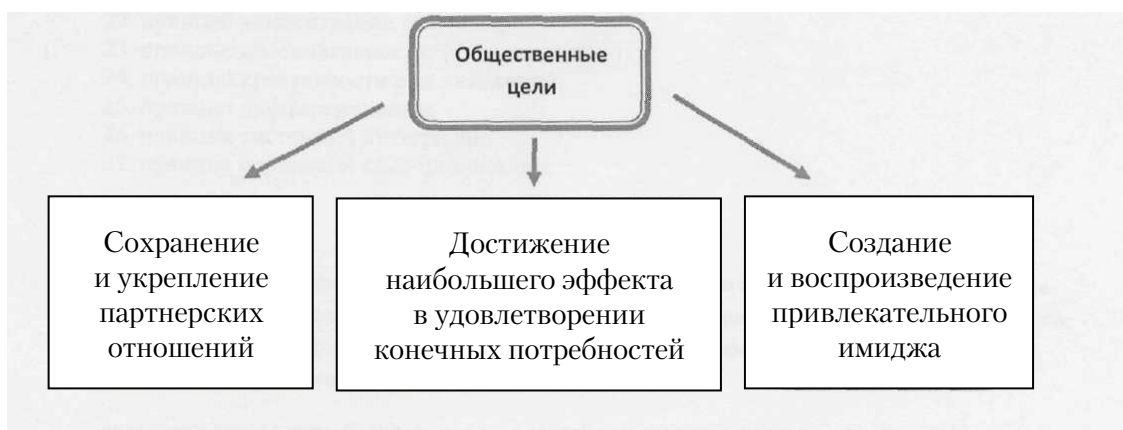 Общественные
цели
Сохранение
и укрепление
партнерских
отношений
Достижение
наибольшего эффекта
в удовлетворении
конечных потребностей
Создание
и воспроизведение
привлекательного
имиджа